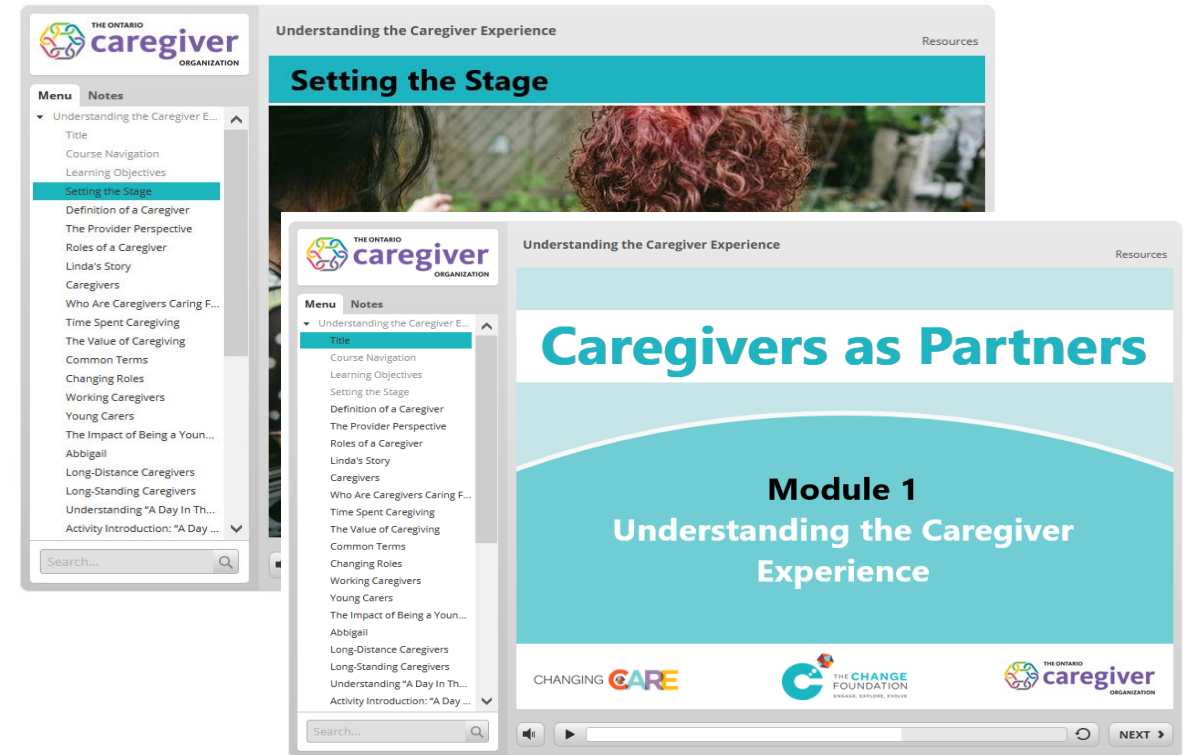 THE ONTARIO
caregiver
ORGANIZATION
Understanding the Caregiver Experience
Resources
Menu Notes
Understanding the Caregiver E...
Title
Course Navigation
Learning Objectives
Setting the Stage
Definition of a Caregiver
The Provider Perspective
Roles of a Caregiver
Linda's Story
Caregivers
Who Are Caregivers Caring F...
Time Spent Caregiving
The Value of Caregiving
Common Terms
Changing Roles
Working Caregivers
Young Carers
The Impact of Being a Youn...
Abbigail
Long-Distance Caregivers
Long-Standing Caregivers
Understanding "A Day In Th...
Activity Introduction: "A Day ...
Search...
Setting the Stage
THE ONTARIO
caregiver
ORGANIZATION
Understanding the Caregiver Experience
Resources
Menu Notes
Understanding the Caregiver E...
Title
Course Navigation
Learning Objectives
Setting the Stage
Definition of a Caregiver
The Provider Perspective
Roles of a Caregiver
Linda's Story
Caregivers
Who Are Caregivers Caring F...
Time Spent Caregiving
The Value of Caregiving
Common Terms
Changing Roles
Working Caregivers
Young Carers
The Impact of Being a Youn...
Abbigail
Long-Distance Caregivers
Long-Standing Caregivers
Understanding "A Day In Th...
Activity Introduction: "A Day ...
Search...
Caregivers as Partners
Module 1
Understanding the Caregiver
Experience
CHANGING CARE
THE CHANGE
FOUNDATION
ENGAGE, EXPLORE, EVOLVE
THE ONTARIO
caregiver
ORGANIZATION
NEXT